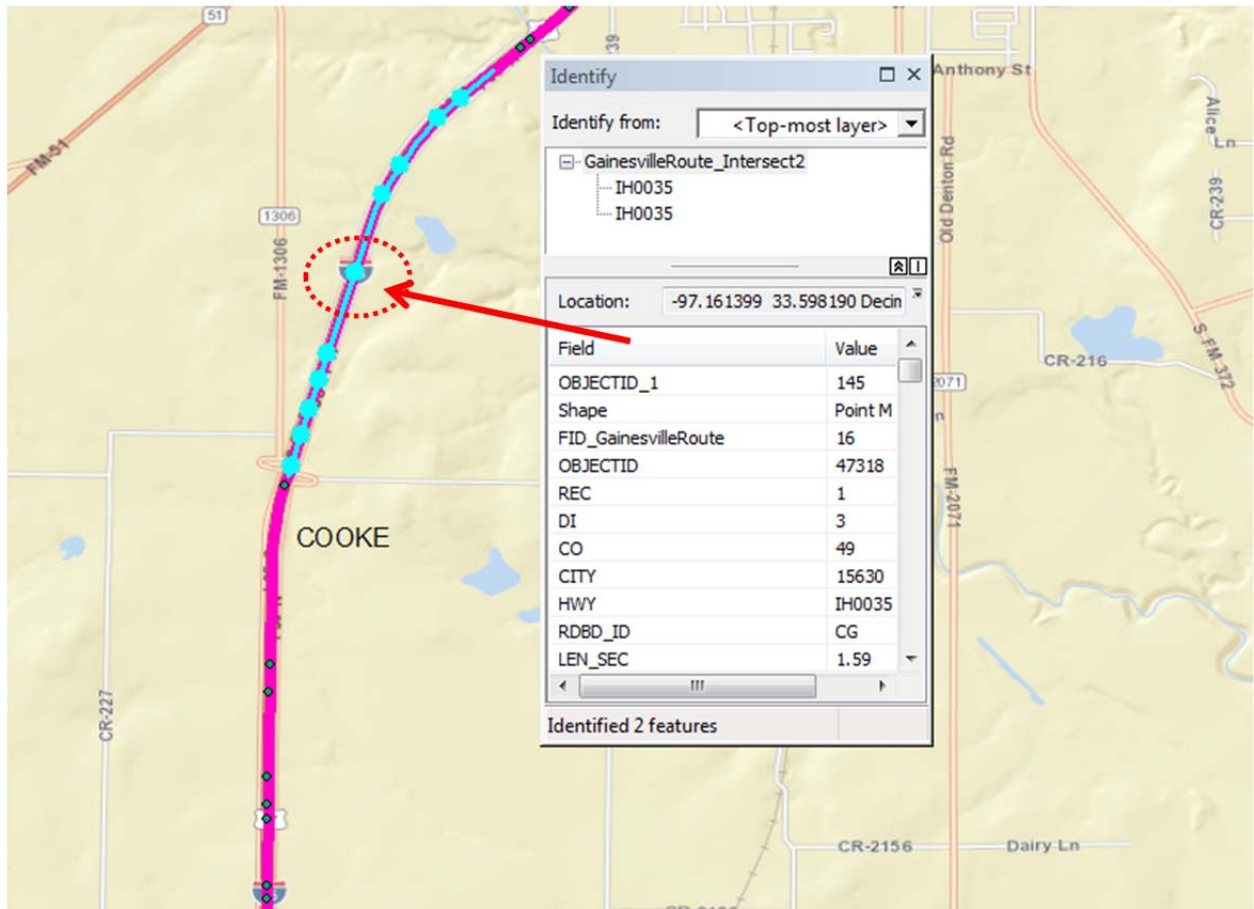 51
239
FM-51
1306
FM-1306
COOKE
CR-227
Identify
Identify from:
<Top-most layer>
GainesvilleRoute_Intersect2
IH0035
IH0035
Location:
-97.161399 33.598190 Decin
Field Value
OBJECTID_1 145
Shape Point M
FID_GainesvilleRoute 16
OBJECTID 47318
REC 1
DI 3
CO 49
CITY 15630
HWY IH0035
RDBD_ID CG
LEN_SEC 1.59
Identified 2 features
Anthony St
Old Denton Rd
Alice Ln
CR-239
S FM-372
CR-216
2071
FM-2071
CR-2156
Dairy Ln